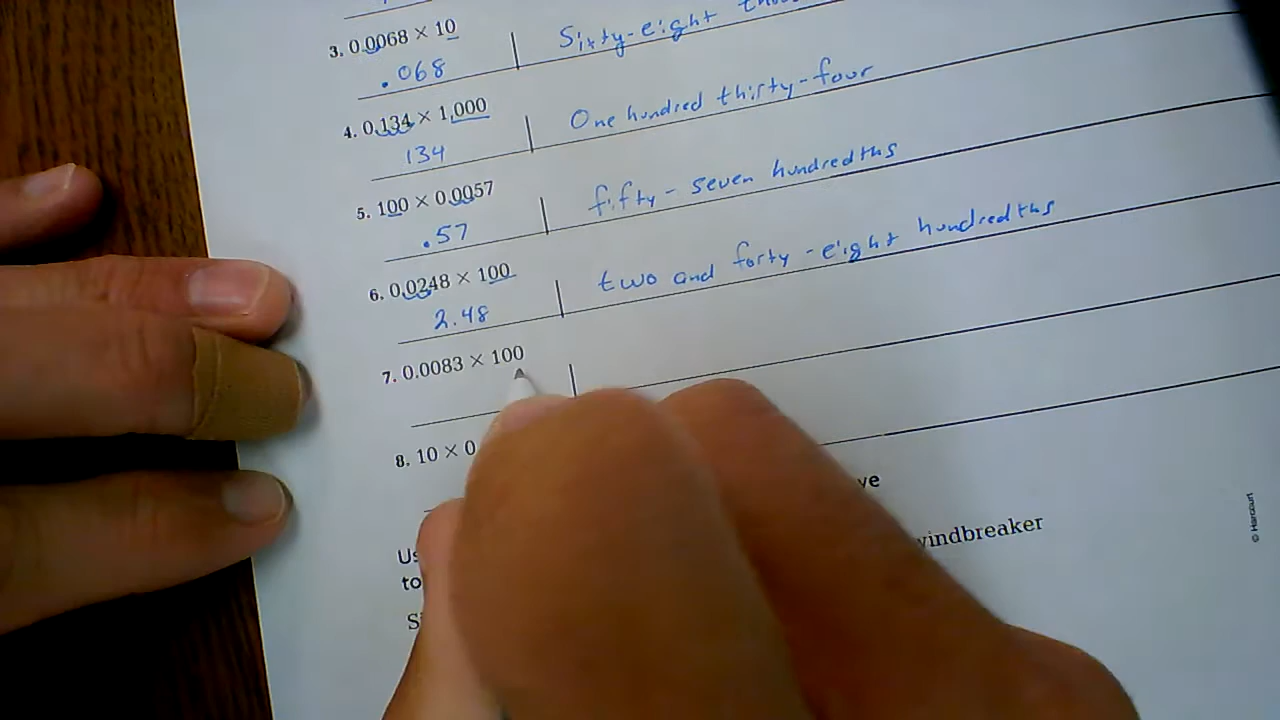 3. 0.0068 × 10 Sixty-eight
.068
4. 0.134 × 1,000 One hundred thirty-four
134
5. 100 × 0.0057 fifty-seven hundredths
.57
6. 0.0248 × 100 two and forty-eight hundredths
2.48
7. 0.0083 × 100
8. 10 × 0
windbreaker
© Harcourt